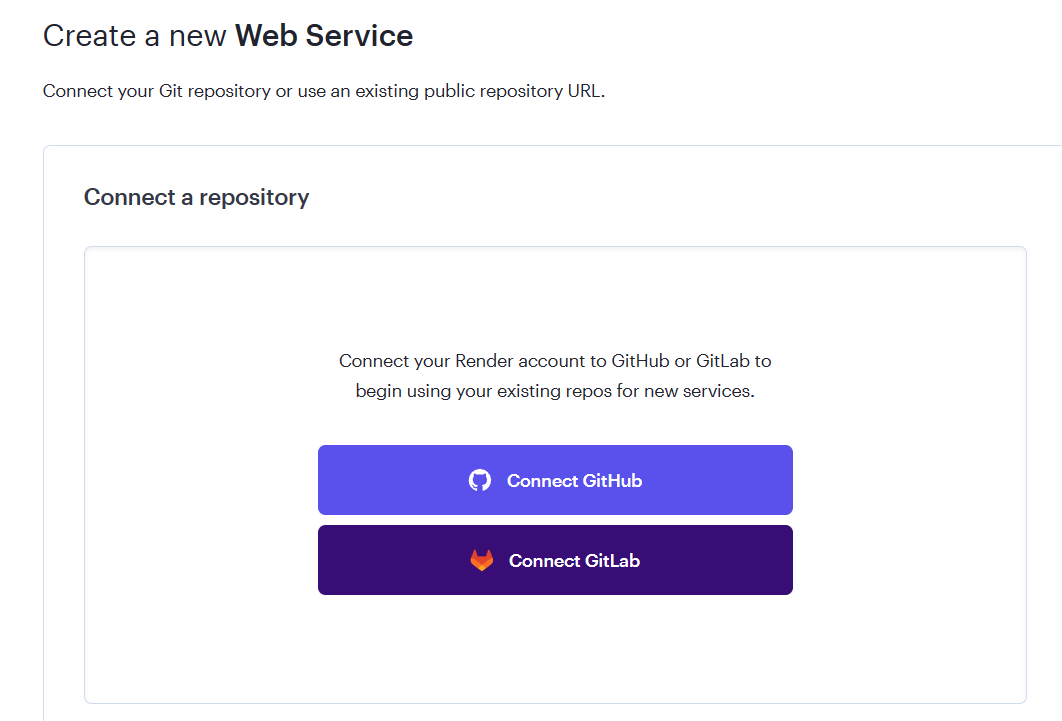 Create a new Web Service
Connect your Git repository or use an existing public repository URL.
Connect a repository
Connect your Render account to GitHub or GitLab to
begin using your existing repos for new services.
Connect GitHub
Connect GitLab